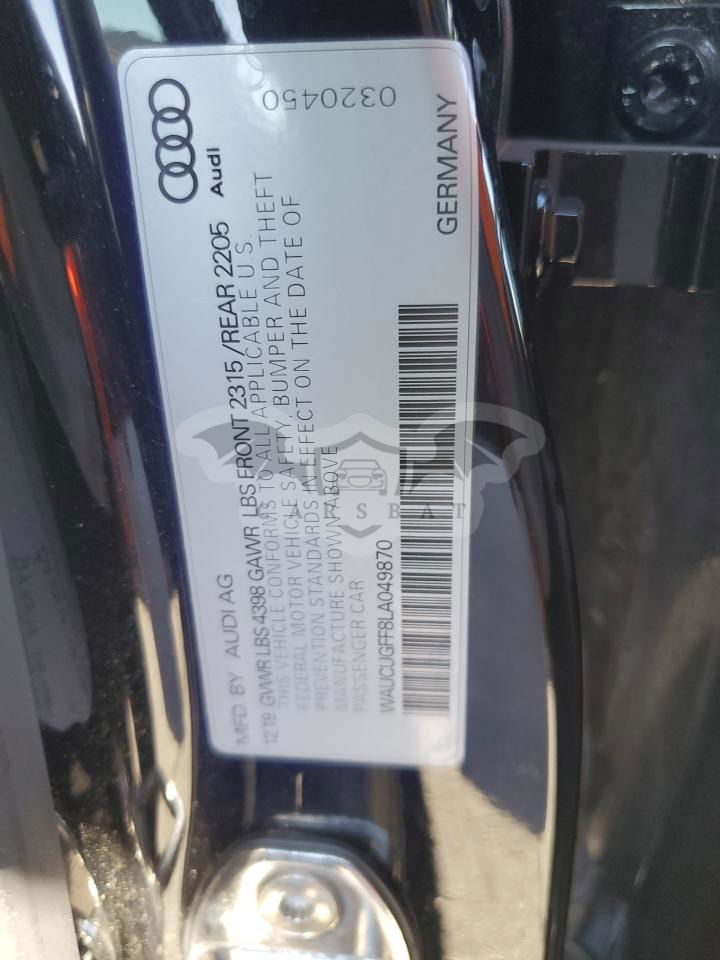 Audi
0320450
MFD BY AUDI AG
12 19 GVWR LBS 4398 GAWR LBS FRONT 2315 /REAR 2205
THIS VEHICLE CONFORMS TO ALL APPLICABLE U.S.
FEDERAL MOTOR VEHICLE SAFETY, BUMPER AND THEFT
PREVENTION STANDARDS IN EFFECT ON THE DATE OF
MANUFACTURE SHOWN ABOVE
PASSENGER CAR
GERMANY
WAUCUGFF8LA049870
CARSBAT